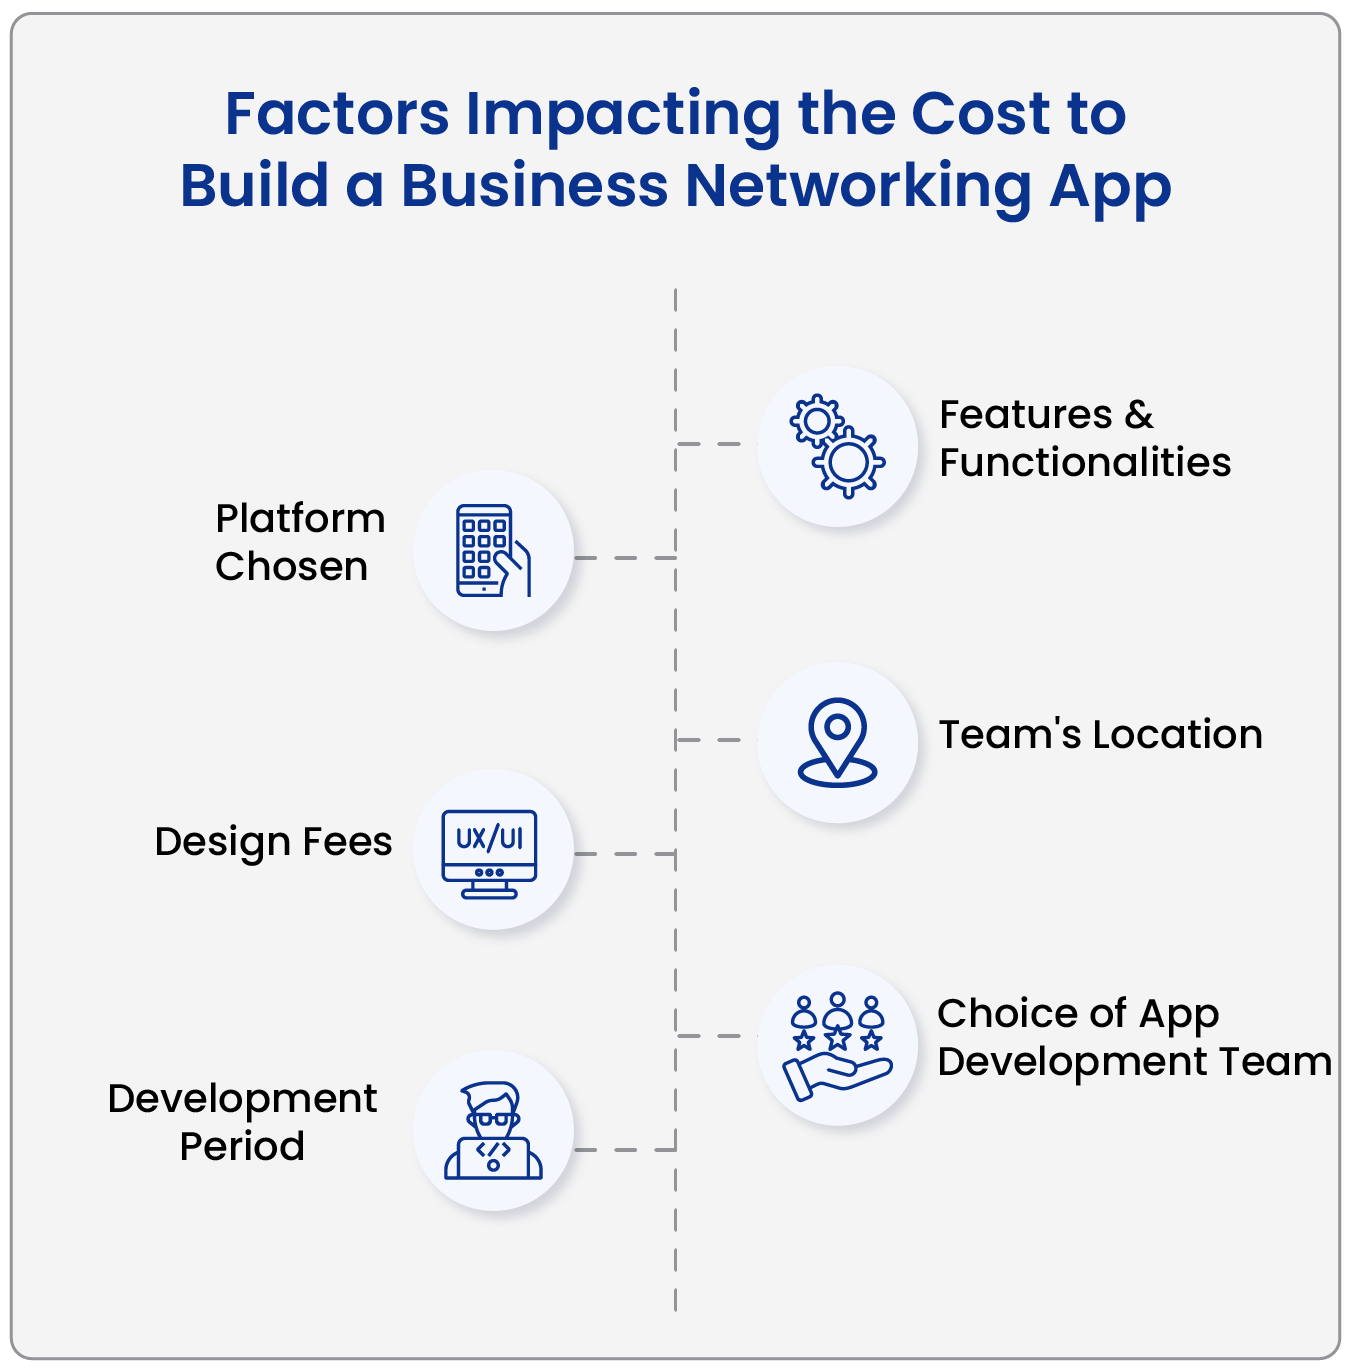 Factors Impacting the Cost to
Build a Business Networking App
Features &
Functionalities
Platform
Chosen
Team's Location
UX/UI
Design Fees
Choice of App
Development Team
Development
Period